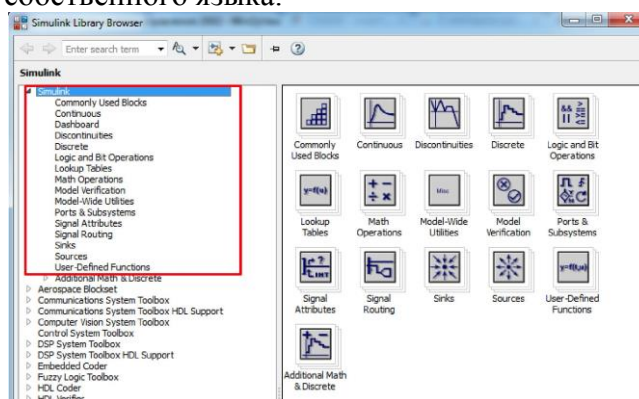 собственного языка.
Simulink Library Browser
Enter search term
Simulink
Simulink
Commonly Used Blocks
Continuous
Dashboard
Discontinuities
Discrete
Logic and Bit Operations
Lookup Tables
Math Operations
Model Verification
Model-Wide Utilities
Ports & Subsystems
Signal Attributes
Signal Routing
Sinks
Sources
User-Defined Functions
Additional Math & Discrete
Aerospace Blockset
Communications System Toolbox
Communications System Toolbox HDL Support
Computer Vision System Toolbox
Control System Toolbox
DSP System Toolbox
DSP System Toolbox HDL Support
Embedded Coder
Fuzzy Logic Toolbox
HDL Coder
HDL Verifier
Commonly
Used Blocks
Continuous
Discontinuities
Discrete
&& >
|| <=
Logic and Bit
Operations
y=f(u)
Lookup
Tables
+ −
÷ ×
Math
Operations
Misc
Model-Wide
Utilities
Model
Verification
Ports &
Subsystems
Signal
Attributes
Signal
Routing
Sinks
Sources
y=f(u)
User-Defined
Functions
Additional Math
& Discrete